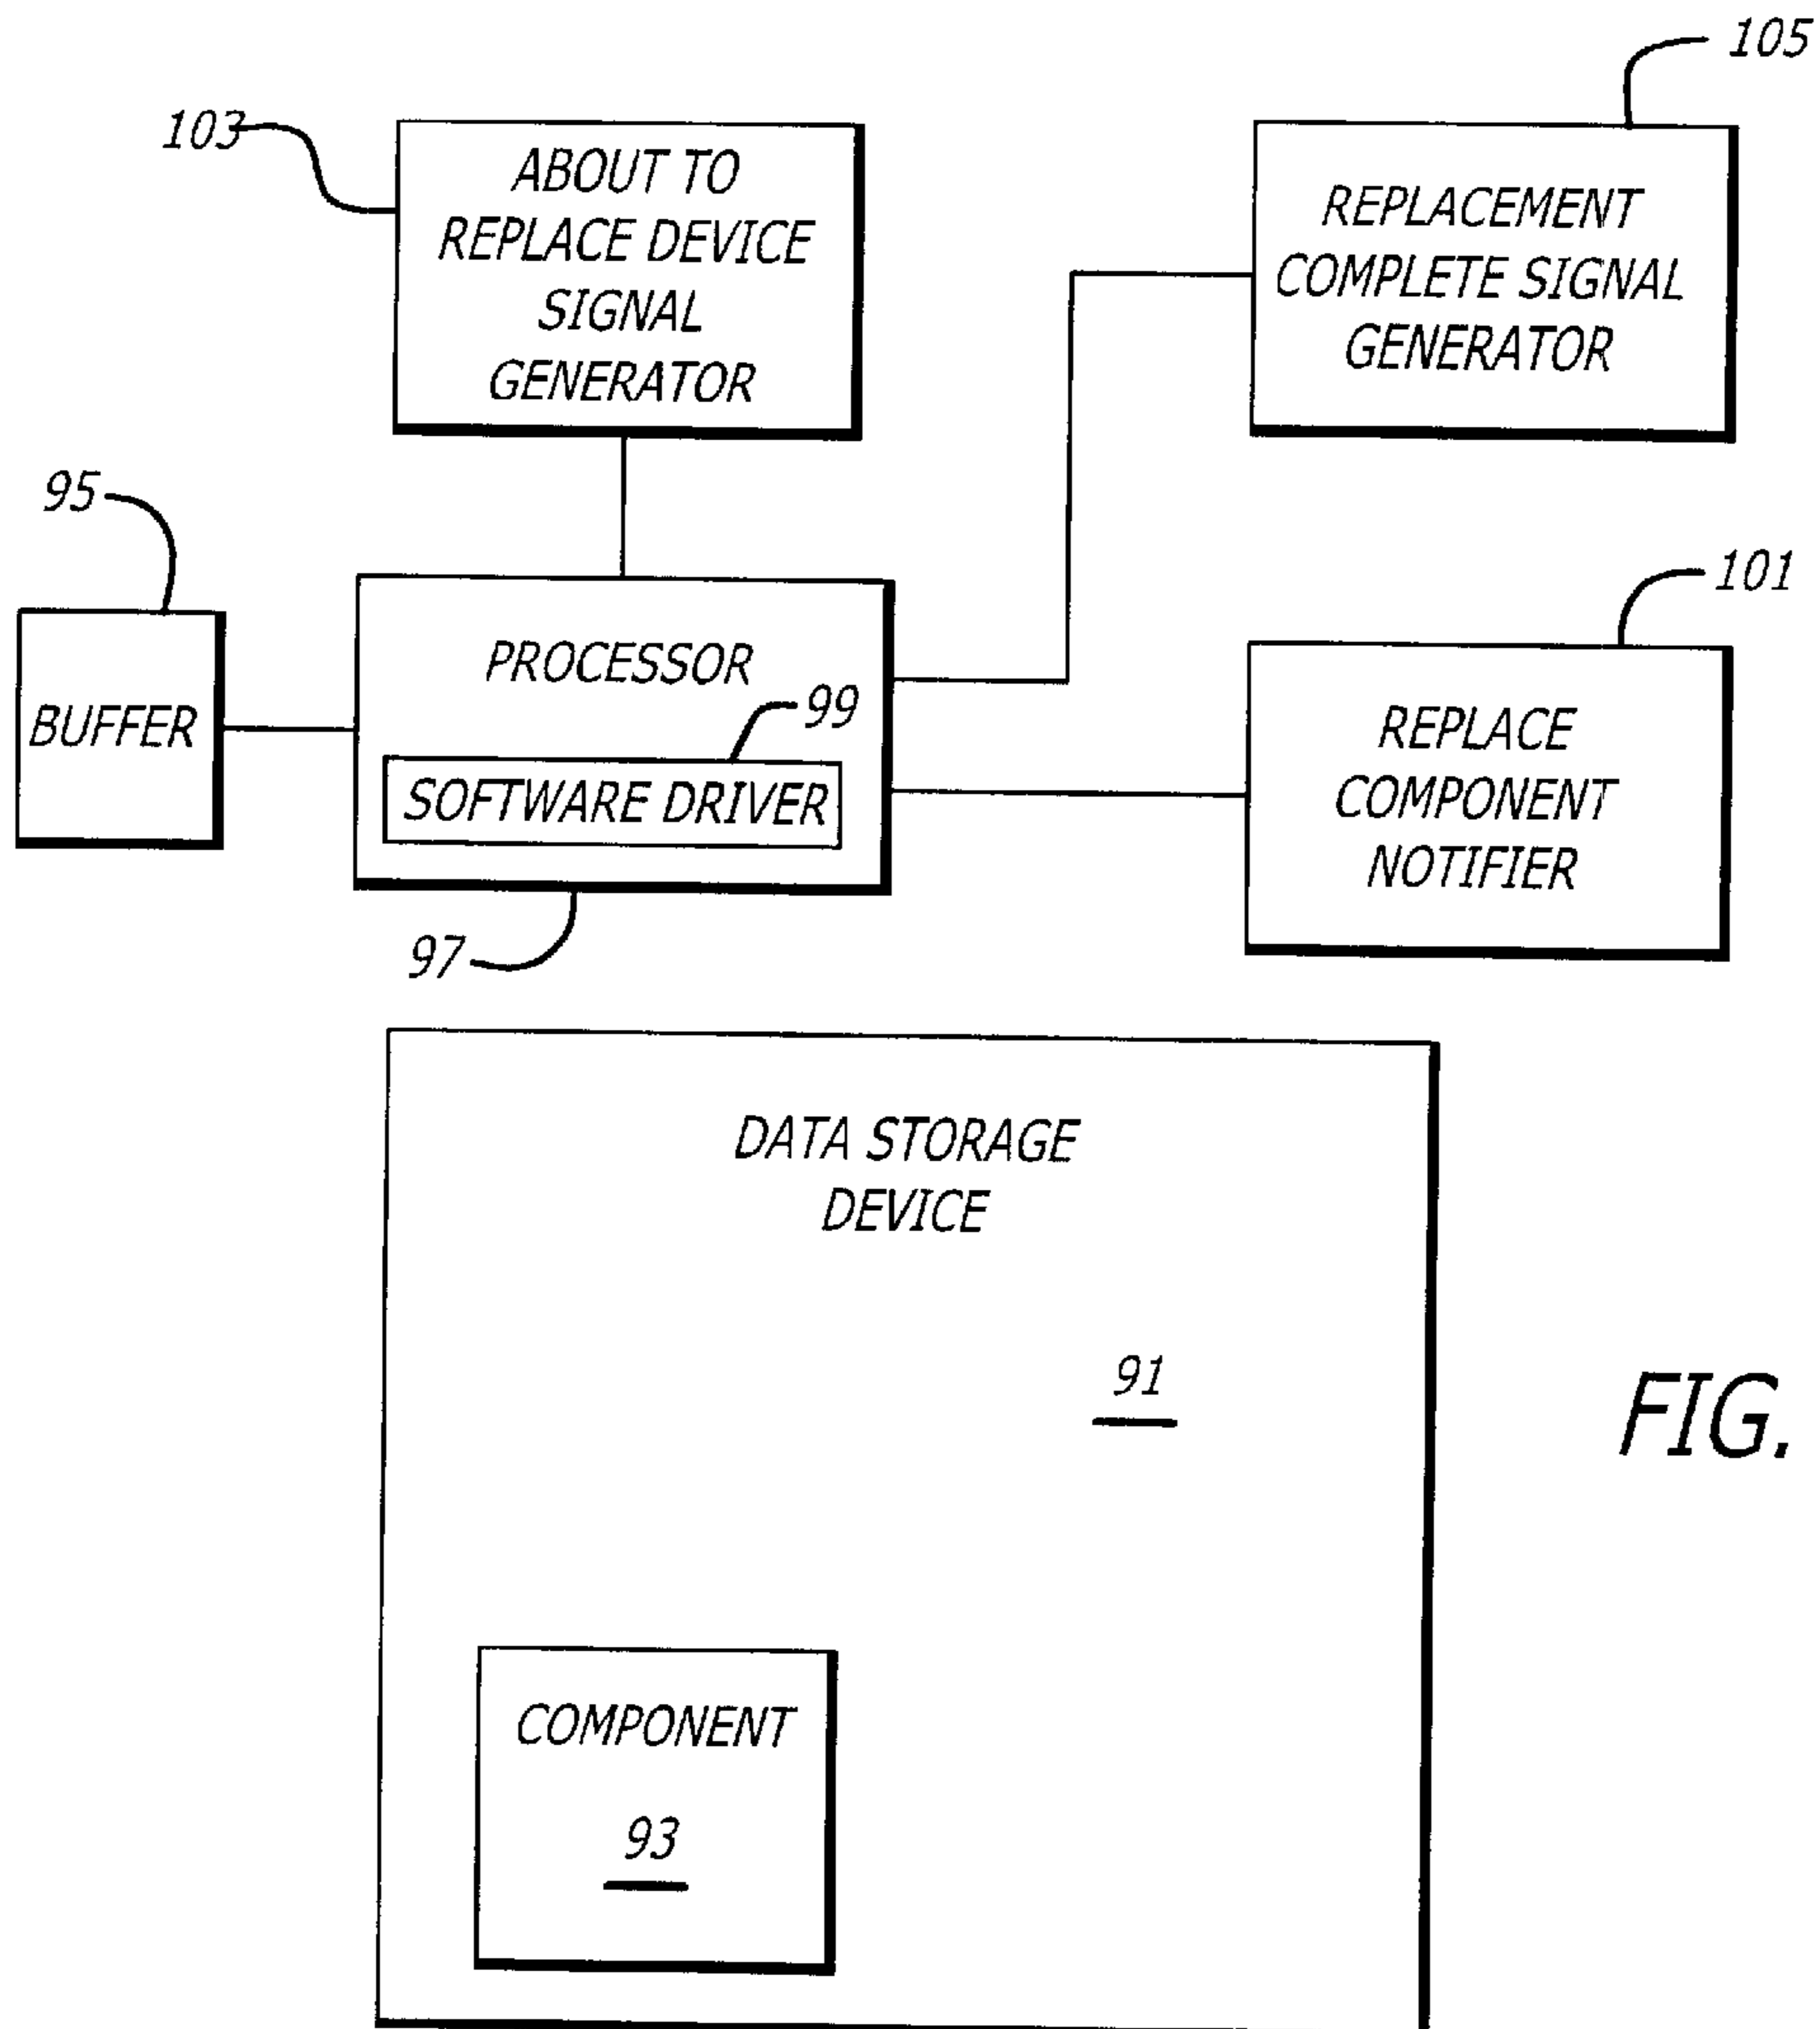 105
103
ABOUT TO
REPLACE DEVICE
SIGNAL
GENERATOR
REPLACEMENT
COMPLETE SIGNAL
GENERATOR
95
101
BUFFER
PROCESSOR
99
SOFTWARE DRIVER
REPLACE
COMPONENT
NOTIFIER
97
DATA STORAGE
DEVICE
91
FIG.
COMPONENT
93